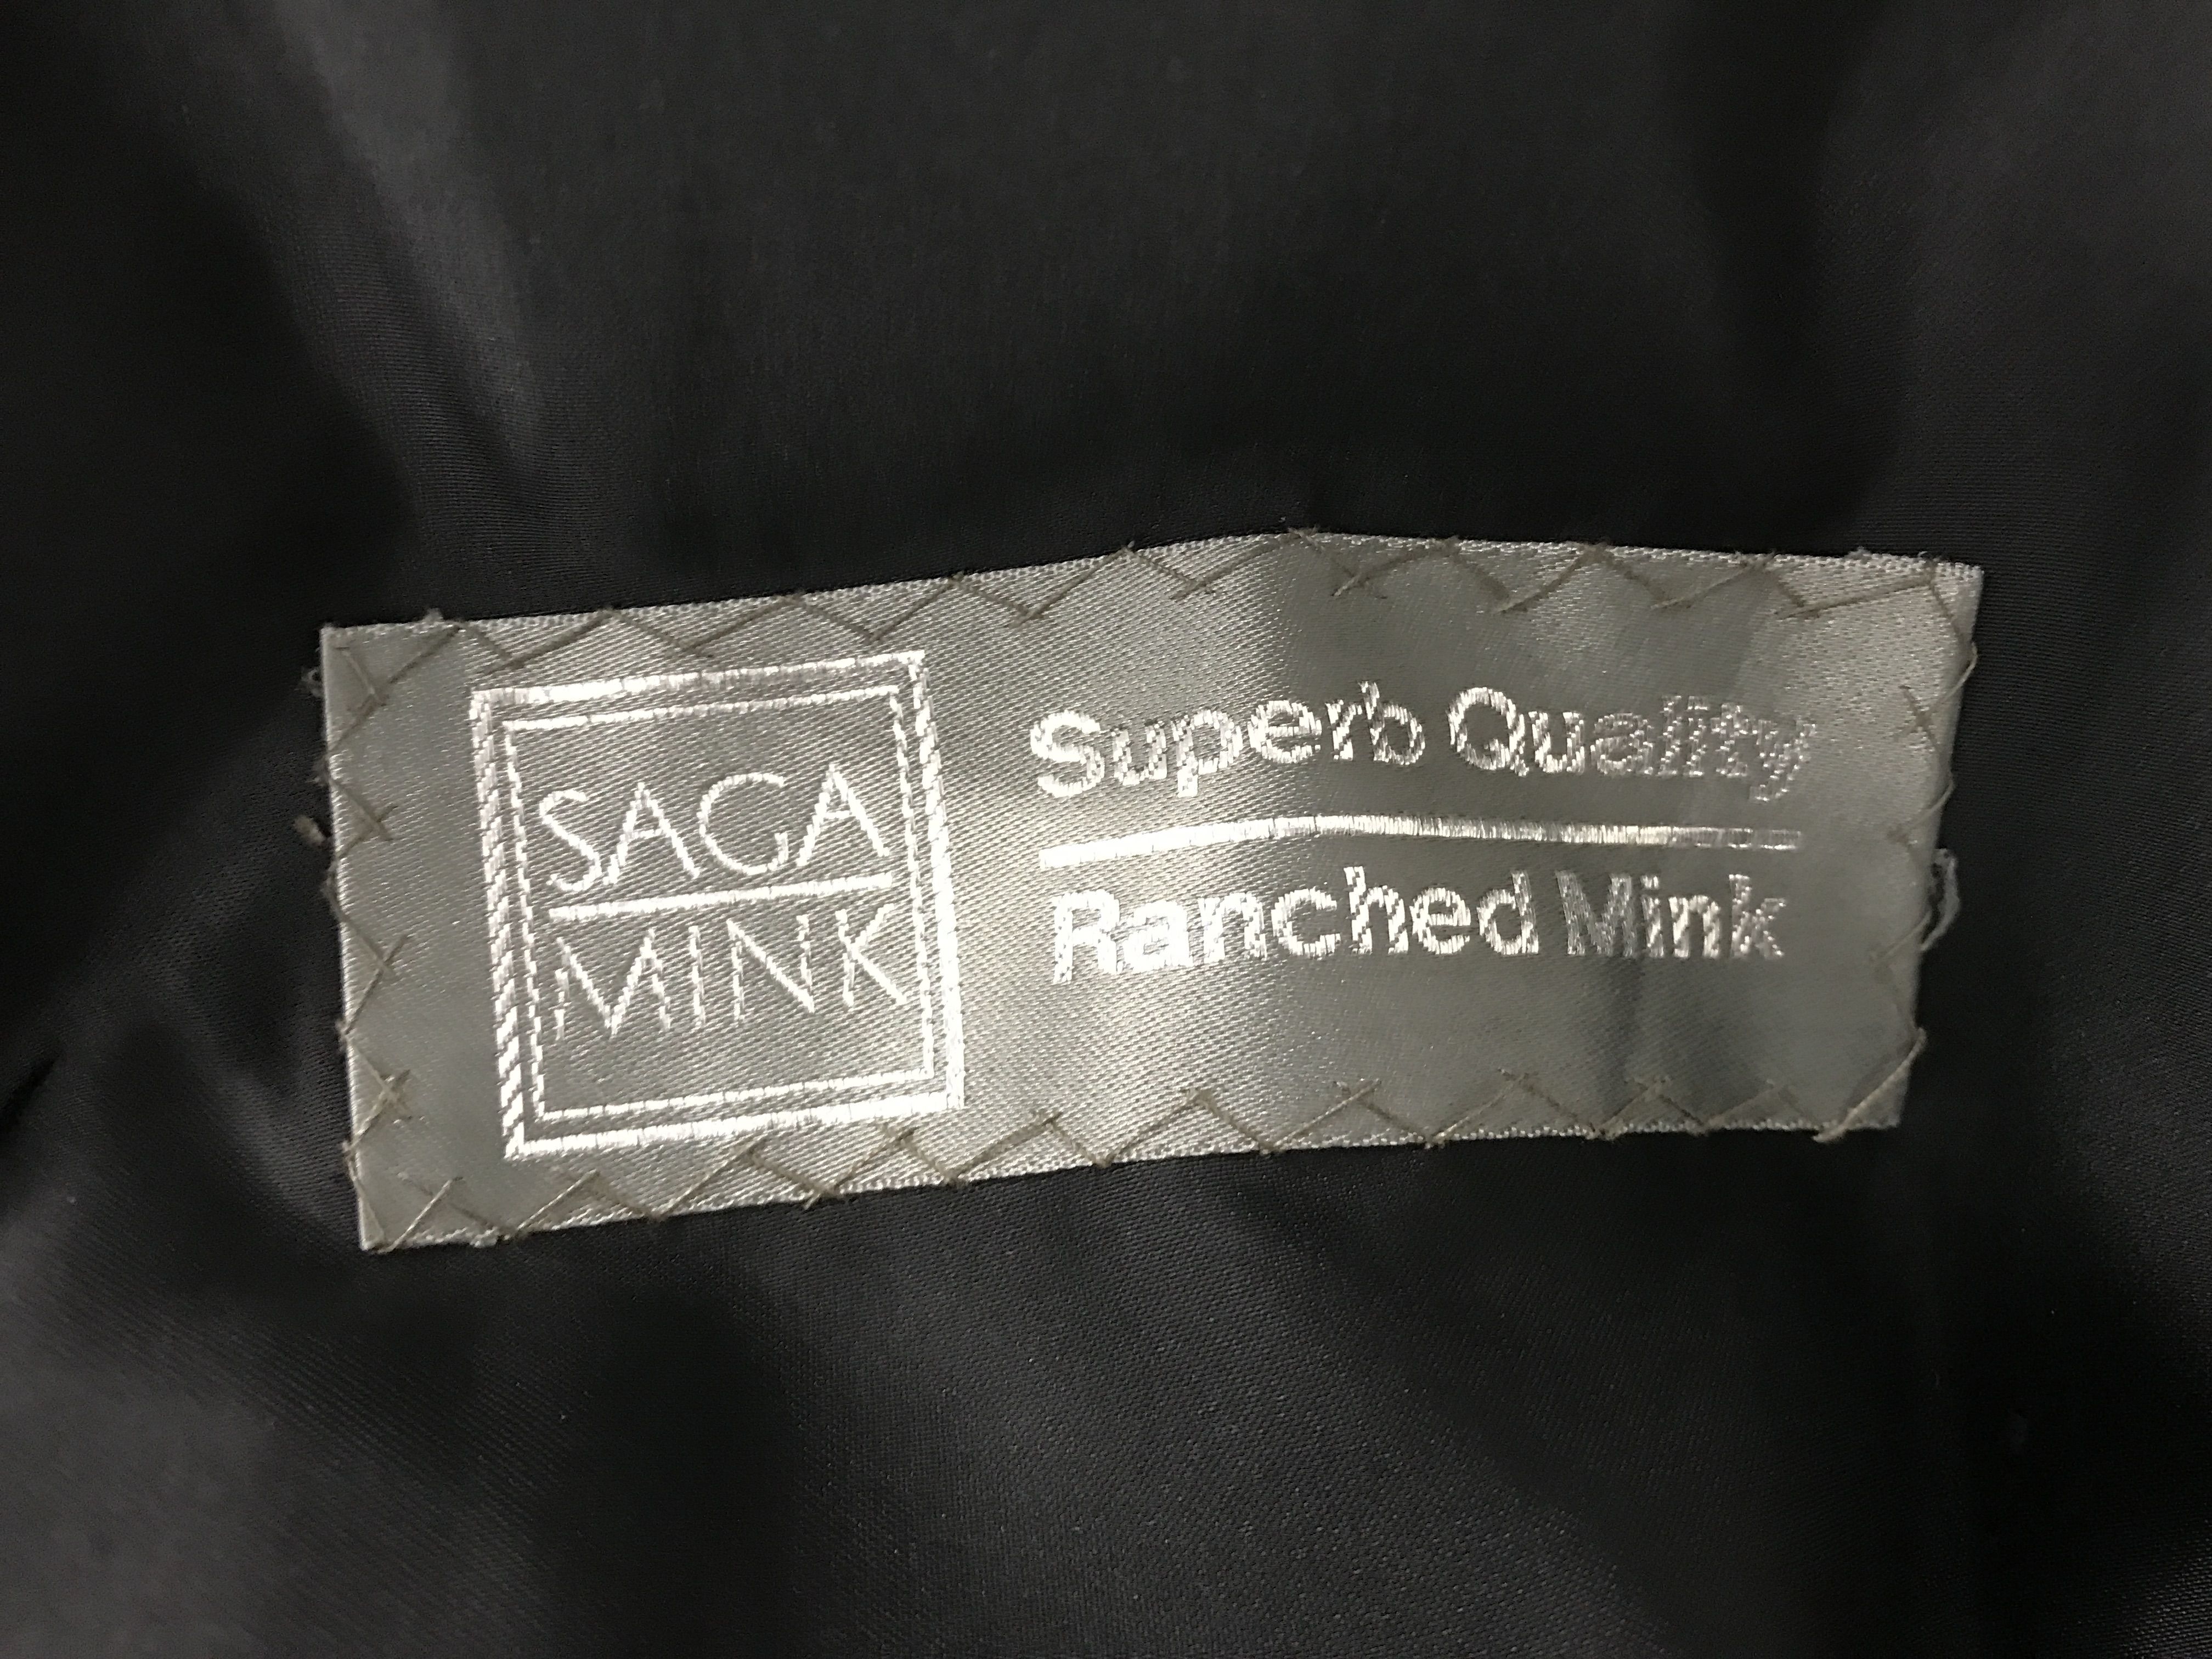 SAGA
MINK
Superb Quality
Ranched Mink